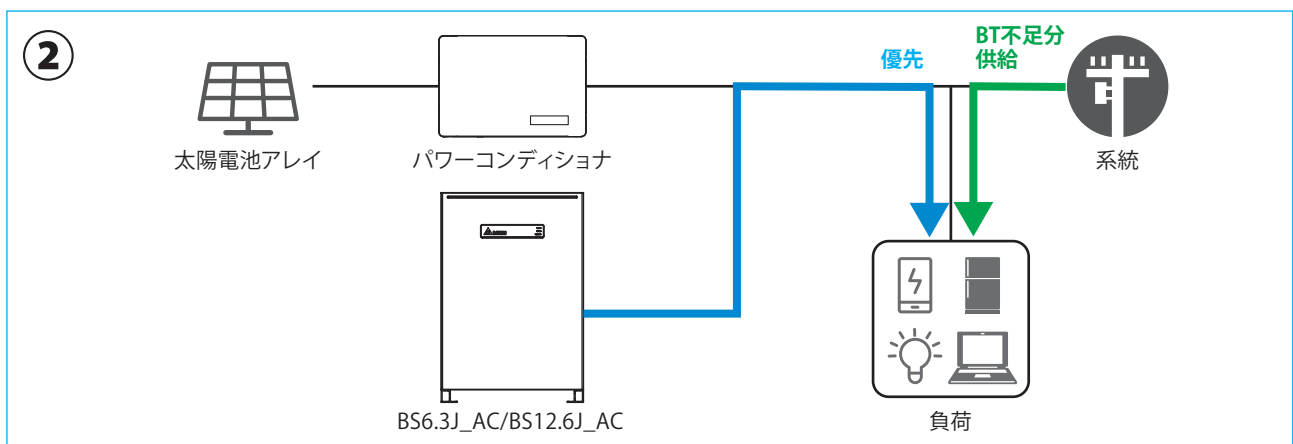 ②
優先
BT不足分
供給
太陽電池アレイ
パワーコンディショナ
系統
BS6.3J_AC/BS12.6J_AC
負荷